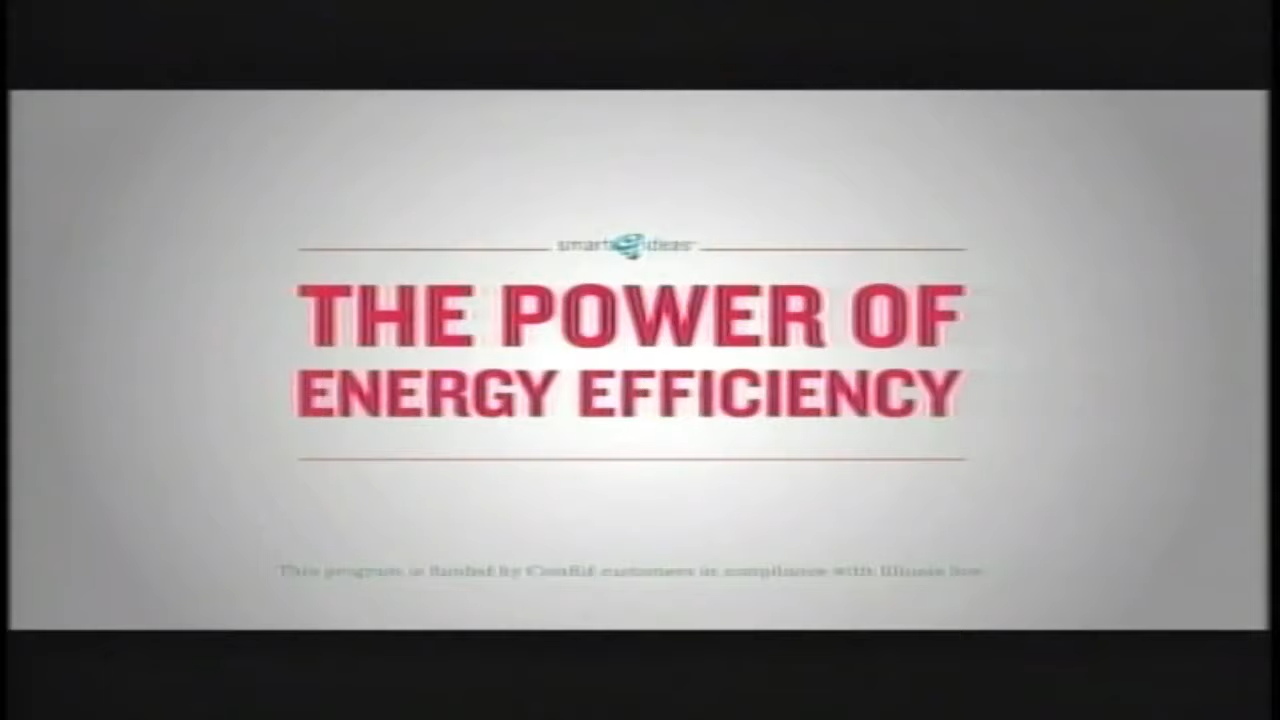 smart ideas
THE POWER OF
ENERGY EFFICIENCY
This program is funded by ComEd customers in compliance with Illinois law